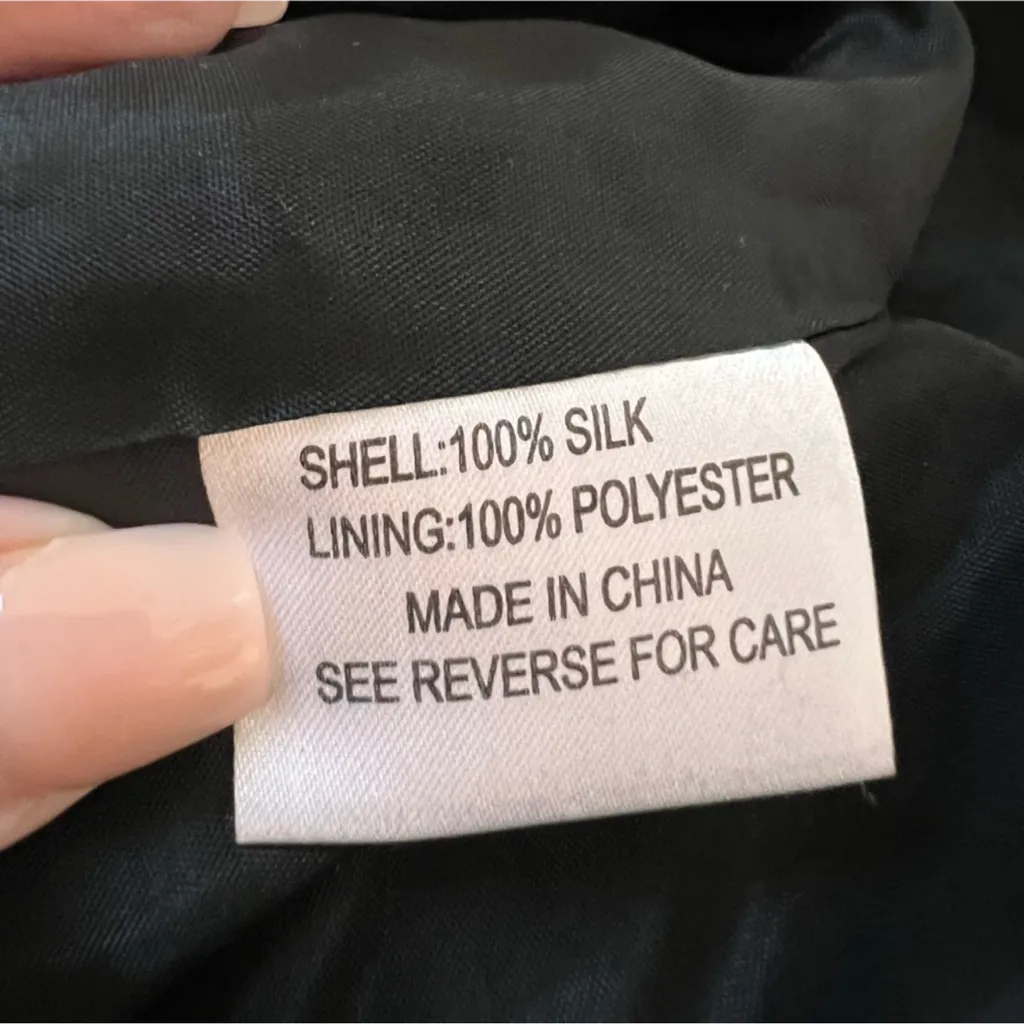 SHELL:100% SILK
LINING:100% POLYESTER
MADE IN CHINA
SEE REVERSE FOR CARE